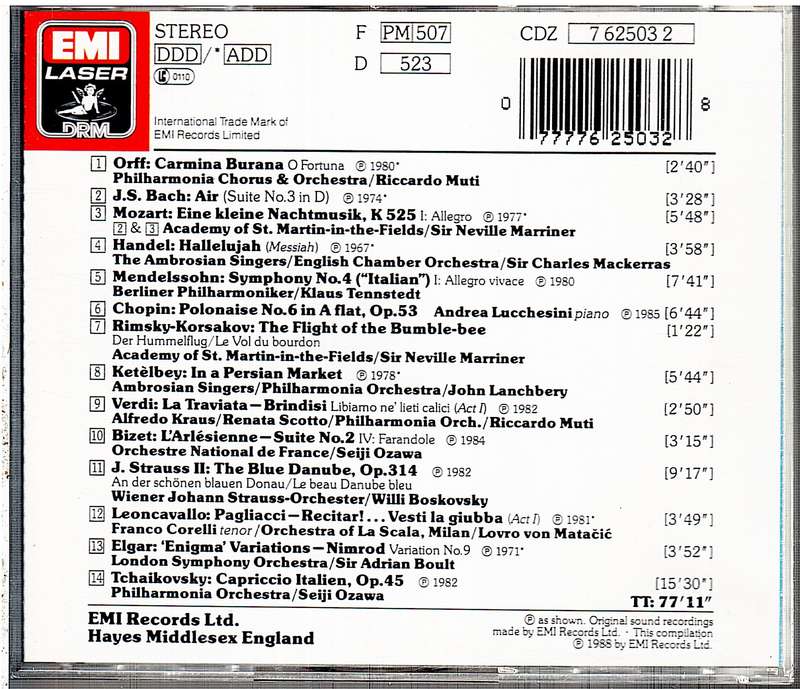 EMI
LASER
DRM
STEREO
DDD/*ADD
LC 0110
International Trade Mark of
EMI Records Limited
F PM 507
D 523
CDZ 7 62503 2
0 77776 25032 8
1 Orff: Carmina Burana O Fortuna ℗ 1980* [2'40"]
Philharmonia Chorus & Orchestra/Riccardo Muti
2 J.S. Bach: Air (Suite No.3 in D) ℗ 1974* [3'28"]
3 Mozart: Eine kleine Nachtmusik, K 525 I: Allegro ℗ 1977* [5'48"]
2 & 3 Academy of St. Martin-in-the-Fields/Sir Neville Marriner
4 Handel: Hallelujah (Messiah) ℗ 1967* [3'58"]
The Ambrosian Singers/English Chamber Orchestra/Sir Charles Mackerras
5 Mendelssohn: Symphony No.4 ("Italian") I: Allegro vivace ℗ 1980 [7'41"]
Berliner Philharmoniker/Klaus Tennstedt
6 Chopin: Polonaise No.6 in A flat, Op.53 Andrea Lucchesini piano ℗ 1985 [6'44"]
7 Rimsky-Korsakov: The Flight of the Bumble-bee [1'22"]
Der Hummelflug/Le Vol du bourdon
Academy of St. Martin-in-the-Fields/Sir Neville Marriner
8 Ketèlbey: In a Persian Market ℗ 1978* [5'44"]
Ambrosian Singers/Philharmonia Orchestra/John Lanchbery
9 Verdi: La Traviata – Brindisi Libiamo ne' lieti calici (Act I) ℗ 1982 [2'50"]
Alfredo Kraus/Renata Scotto/Philharmonia Orch./Riccardo Muti
10 Bizet: L'Arlésienne – Suite No.2 IV: Farandole ℗ 1984 [3'15"]
Orchestre National de France/Seiji Ozawa
11 J. Strauss II: The Blue Danube, Op.314 ℗ 1982 [9'17"]
An der schönen blauen Donau/Le beau Danube bleu
Wiener Johann Strauss-Orchester/Willi Boskovsky
12 Leoncavallo: Pagliacci – Recitar!... Vesti la giubba (Act I) ℗ 1981* [3'49"]
Franco Corelli tenor/Orchestra of La Scala, Milan/Lovro von Matačić
13 Elgar: 'Enigma' Variations – Nimrod Variation No.9 ℗ 1971* [3'52"]
London Symphony Orchestra/Sir Adrian Boult
14 Tchaikovsky: Capriccio Italien, Op.45 ℗ 1982 [15'30"]
Philharmonia Orchestra/Seiji Ozawa
TT: 77'11"
EMI Records Ltd.
Hayes Middlesex England
℗ as shown. Original sound recordings
made by EMI Records Ltd. · This compilation
℗ 1988 by EMI Records Ltd.